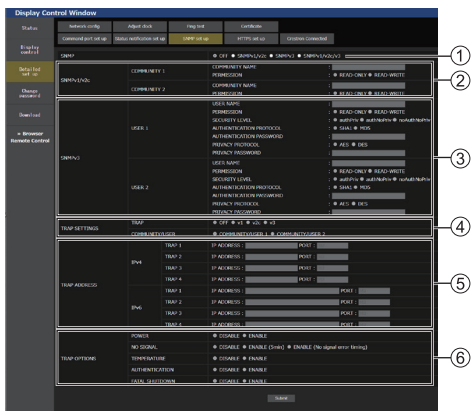 Display Control Window
Status
Network config
Adjust clock
Ping test
Certificate
Command port set up
Status notification set up
SNMP set up
HTTPS set up
Crestron Connected
Display control
Detailed set up
Change password
Download
» Browser Remote Control
SNMP
OFF SNMPv1/v2c SNMPv3 SNMPv1/v2c/v3
①
SNMPv1/v2c
COMMUNITY 1
COMMUNITY NAME :
PERMISSION : READ-ONLY READ-WRITE
COMMUNITY 2
COMMUNITY NAME :
PERMISSION : READ-ONLY READ-WRITE
②
SNMPv3
USER 1
USER NAME :
PERMISSION : READ-ONLY READ-WRITE
SECURITY LEVEL : authPriv authNoPriv noAuthNoPriv
AUTHENTICATION PROTOCOL : SHA1 MD5
AUTHENTICATION PASSWORD :
PRIVACY PROTOCOL : AES DES
PRIVACY PASSWORD :
USER 2
USER NAME :
PERMISSION : READ-ONLY READ-WRITE
SECURITY LEVEL : authPriv authNoPriv noAuthNoPriv
AUTHENTICATION PROTOCOL : SHA1 MD5
AUTHENTICATION PASSWORD :
PRIVACY PROTOCOL : AES DES
PRIVACY PASSWORD :
③
TRAP SETTINGS
TRAP
OFF v1 v2c v3
COMMUNITY/USER
COMMUNITY/USER 1 COMMUNITY/USER 2
④
TRAP ADDRESS
IPv4
TRAP 1 IP ADDRESS : PORT :
TRAP 2 IP ADDRESS : PORT :
TRAP 3 IP ADDRESS : PORT :
TRAP 4 IP ADDRESS : PORT :
IPv6
TRAP 1 IP ADDRESS : PORT :
TRAP 2 IP ADDRESS : PORT :
TRAP 3 IP ADDRESS : PORT :
TRAP 4 IP ADDRESS : PORT :
⑤
TRAP OPTIONS
POWER DISABLE ENABLE
NO SIGNAL DISABLE ENABLE (5min) ENABLE (No signal error timing)
TEMPERATURE DISABLE ENABLE
AUTHENTICATION DISABLE ENABLE
FATAL SHUTDOWN DISABLE ENABLE
⑥
Submit